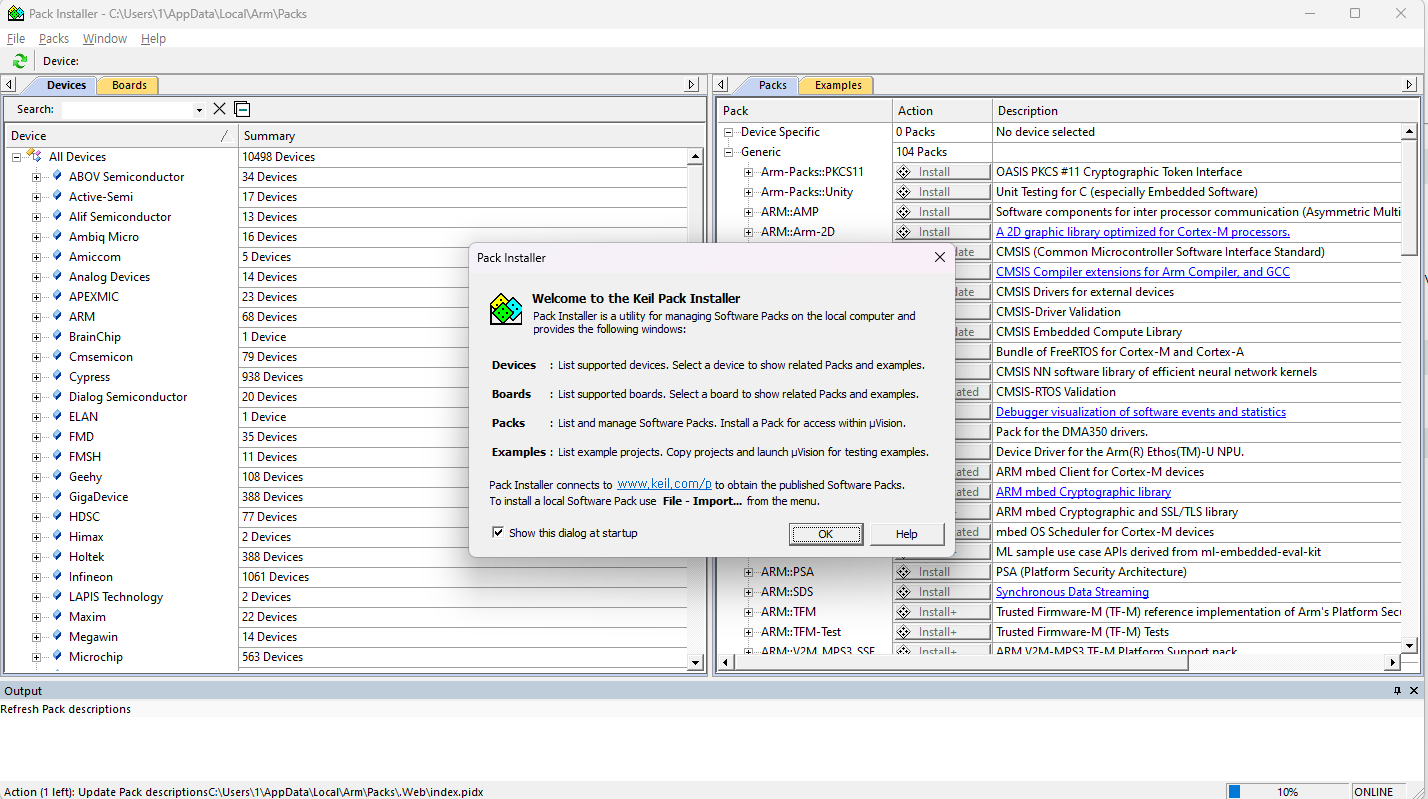 Pack Installer - C:\Users\1\AppData\Local\Arm\Packs
File Packs Window Help
Device:
Devices Boards
Search:
Device Summary
All Devices 10498 Devices
ABOV Semiconductor 34 Devices
Active-Semi 17 Devices
Alif Semiconductor 13 Devices
Ambiq Micro 16 Devices
Amiccom 5 Devices
Analog Devices 14 Devices
APEXMIC 23 Devices
ARM 68 Devices
BrainChip 1 Device
Cmsemicon 79 Devices
Cypress 938 Devices
Dialog Semiconductor 20 Devices
ELAN 1 Device
FMD 35 Devices
FMSH 11 Devices
Geehy 108 Devices
GigaDevice 388 Devices
HDSC 77 Devices
Himax 2 Devices
Holtek 388 Devices
Infineon 1061 Devices
LAPIS Technology 2 Devices
Maxim 22 Devices
Megawin 14 Devices
Microchip 563 Devices
Packs Examples
Pack Action Description
Device Specific 0 Packs No device selected
Generic 104 Packs
Arm-Packs::PKCS11 Install OASIS PKCS #11 Cryptographic Token Interface
Arm-Packs::Unity Install Unit Testing for C (especially Embedded Software)
ARM::AMP Install Software components for inter processor communication (Asymmetric Multi
ARM::Arm-2D Install A 2D graphic library optimized for Cortex-M processors.
date CMSIS (Common Microcontroller Software Interface Standard)
CMSIS Compiler extensions for Arm Compiler, and GCC
date CMSIS Drivers for external devices
CMSIS-Driver Validation
date CMSIS Embedded Compute Library
Bundle of FreeRTOS for Cortex-M and Cortex-A
CMSIS NN software library of efficient neural network kernels
ated CMSIS-RTOS Validation
Debugger visualization of software events and statistics
Pack for the DMA350 drivers.
Device Driver for the Arm(R) Ethos(TM)-U NPU.
ated ARM mbed Client for Cortex-M devices
ated ARM mbed Cryptographic library
ARM mbed Cryptographic and SSL/TLS library
ated mbed OS Scheduler for Cortex-M devices
ML sample use case APIs derived from ml-embedded-eval-kit
ARM::PSA Install PSA (Platform Security Architecture)
ARM::SDS Install Synchronous Data Streaming
ARM::TFM Install+ Trusted Firmware-M (TF-M) reference implementation of Arm's Platform Sec
ARM::TFM-Test Install+ Trusted Firmware-M (TF-M) Tests
ARM::V2M_MPS3_SSE Install+ ARM V2M-MPS3 TF-M Platform Support pack
Pack Installer
Welcome to the Keil Pack Installer
Pack Installer is a utility for managing Software Packs on the local computer and
provides the following windows:
Devices : List supported devices. Select a device to show related Packs and examples.
Boards : List supported boards. Select a board to show related Packs and examples.
Packs : List and manage Software Packs. Install a Pack for access within µVision.
Examples : List example projects. Copy projects and launch µVision for testing examples.
Pack Installer connects to www.keil.com/p to obtain the published Software Packs.
To install a local Software Pack use File - Import... from the menu.
Show this dialog at startup
OK Help
Output
Refresh Pack descriptions
Action (1 left): Update Pack descriptionsC:\Users\1\AppData\Local\Arm\Packs\.Web\index.pidx
10% ONLINE